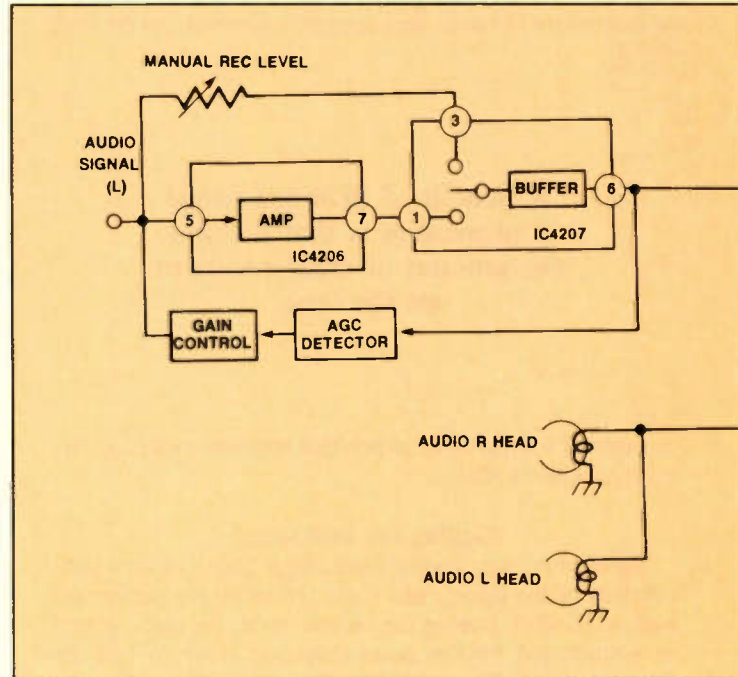 MANUAL REC LEVEL
AUDIO
SIGNAL
(L)
3
5
AMP
7
1
BUFFER
6
IC4206
IC4207
GAIN
CONTROL
AGC
DETECTOR
AUDIO R HEAD
AUDIO L HEAD